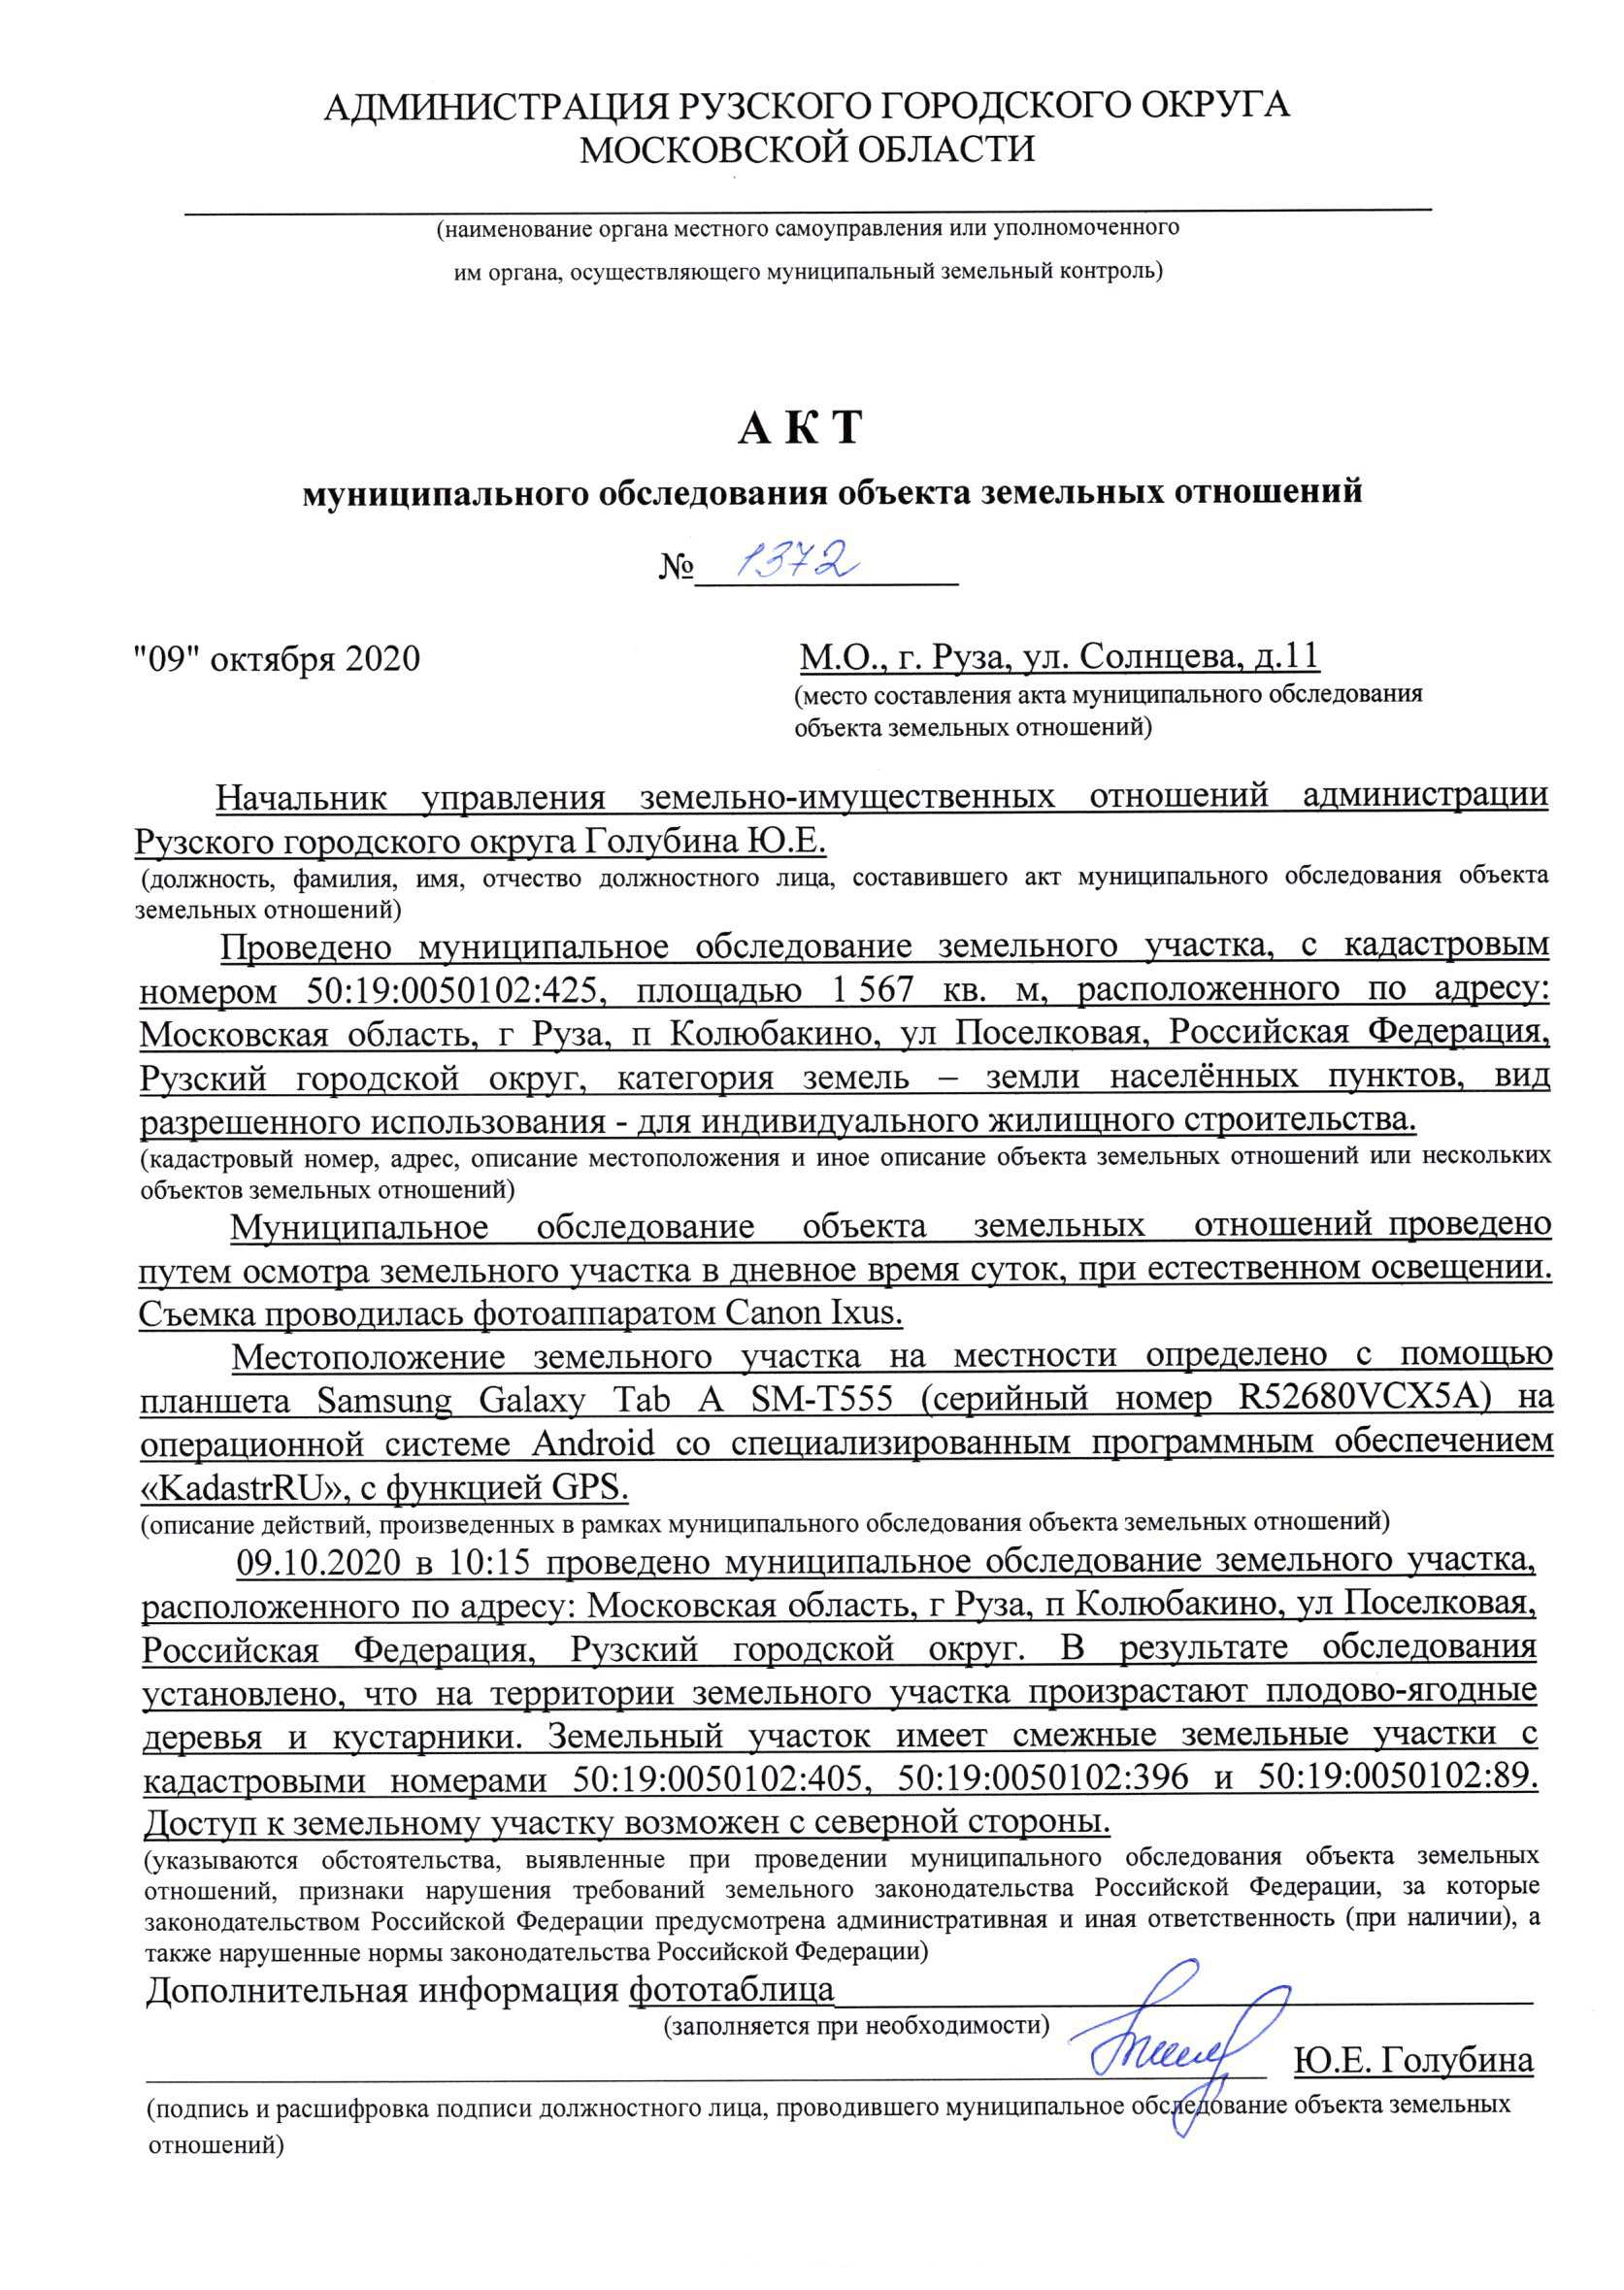 АДМИНИСТРАЦИЯ РУЗСКОГО ГОРОДСКОГО ОКРУГА
МОСКОВСКОЙ ОБЛАСТИ
(наименование органа местного самоуправления или уполномоченного
им органа, осуществляющего муниципальный земельный контроль)
А К Т
муниципального обследования объекта земельных отношений
№ 1372
"09" октября 2020
М.О., г. Руза, ул. Солнцева, д.11
(место составления акта муниципального обследования
объекта земельных отношений)
Начальник управления земельно-имущественных отношений администрации
Рузского городского округа Голубина Ю.Е.
(должность, фамилия, имя, отчество должностного лица, составившего акт муниципального обследования объекта
земельных отношений)
Проведено муниципальное обследование земельного участка, с кадастровым
номером 50:19:0050102:425, площадью 1 567 кв. м, расположенного по адресу:
Московская область, г Руза, п Колюбакино, ул Поселковая, Российская Федерация,
Рузский городской округ, категория земель – земли населённых пунктов, вид
разрешенного использования - для индивидуального жилищного строительства.
(кадастровый номер, адрес, описание местоположения и иное описание объекта земельных отношений или нескольких
объектов земельных отношений)
Муниципальное обследование объекта земельных отношений проведено
путем осмотра земельного участка в дневное время суток, при естественном освещении.
Съемка проводилась фотоаппаратом Canon Ixus.
Местоположение земельного участка на местности определено с помощью
планшета Samsung Galaxy Tab A SM-T555 (серийный номер R52680VCX5A) на
операционной системе Android со специализированным программным обеспечением
«KadastrRU», с функцией GPS.
(описание действий, произведенных в рамках муниципального обследования объекта земельных отношений)
09.10.2020 в 10:15 проведено муниципальное обследование земельного участка,
расположенного по адресу: Московская область, г Руза, п Колюбакино, ул Поселковая,
Российская Федерация, Рузский городской округ. В результате обследования
установлено, что на территории земельного участка произрастают плодово-ягодные
деревья и кустарники. Земельный участок имеет смежные земельные участки с
кадастровыми номерами 50:19:0050102:405, 50:19:0050102:396 и 50:19:0050102:89.
Доступ к земельному участку возможен с северной стороны.
(указываются обстоятельства, выявленные при проведении муниципального обследования объекта земельных
отношений, признаки нарушения требований земельного законодательства Российской Федерации, за которые
законодательством Российской Федерации предусмотрена административная и иная ответственность (при наличии), а
также нарушенные нормы законодательства Российской Федерации)
Дополнительная информация фототаблица
(заполняется при необходимости)
Ю.Е. Голубина
(подпись и расшифровка подписи должностного лица, проводившего муниципальное обследование объекта земельных
отношений)